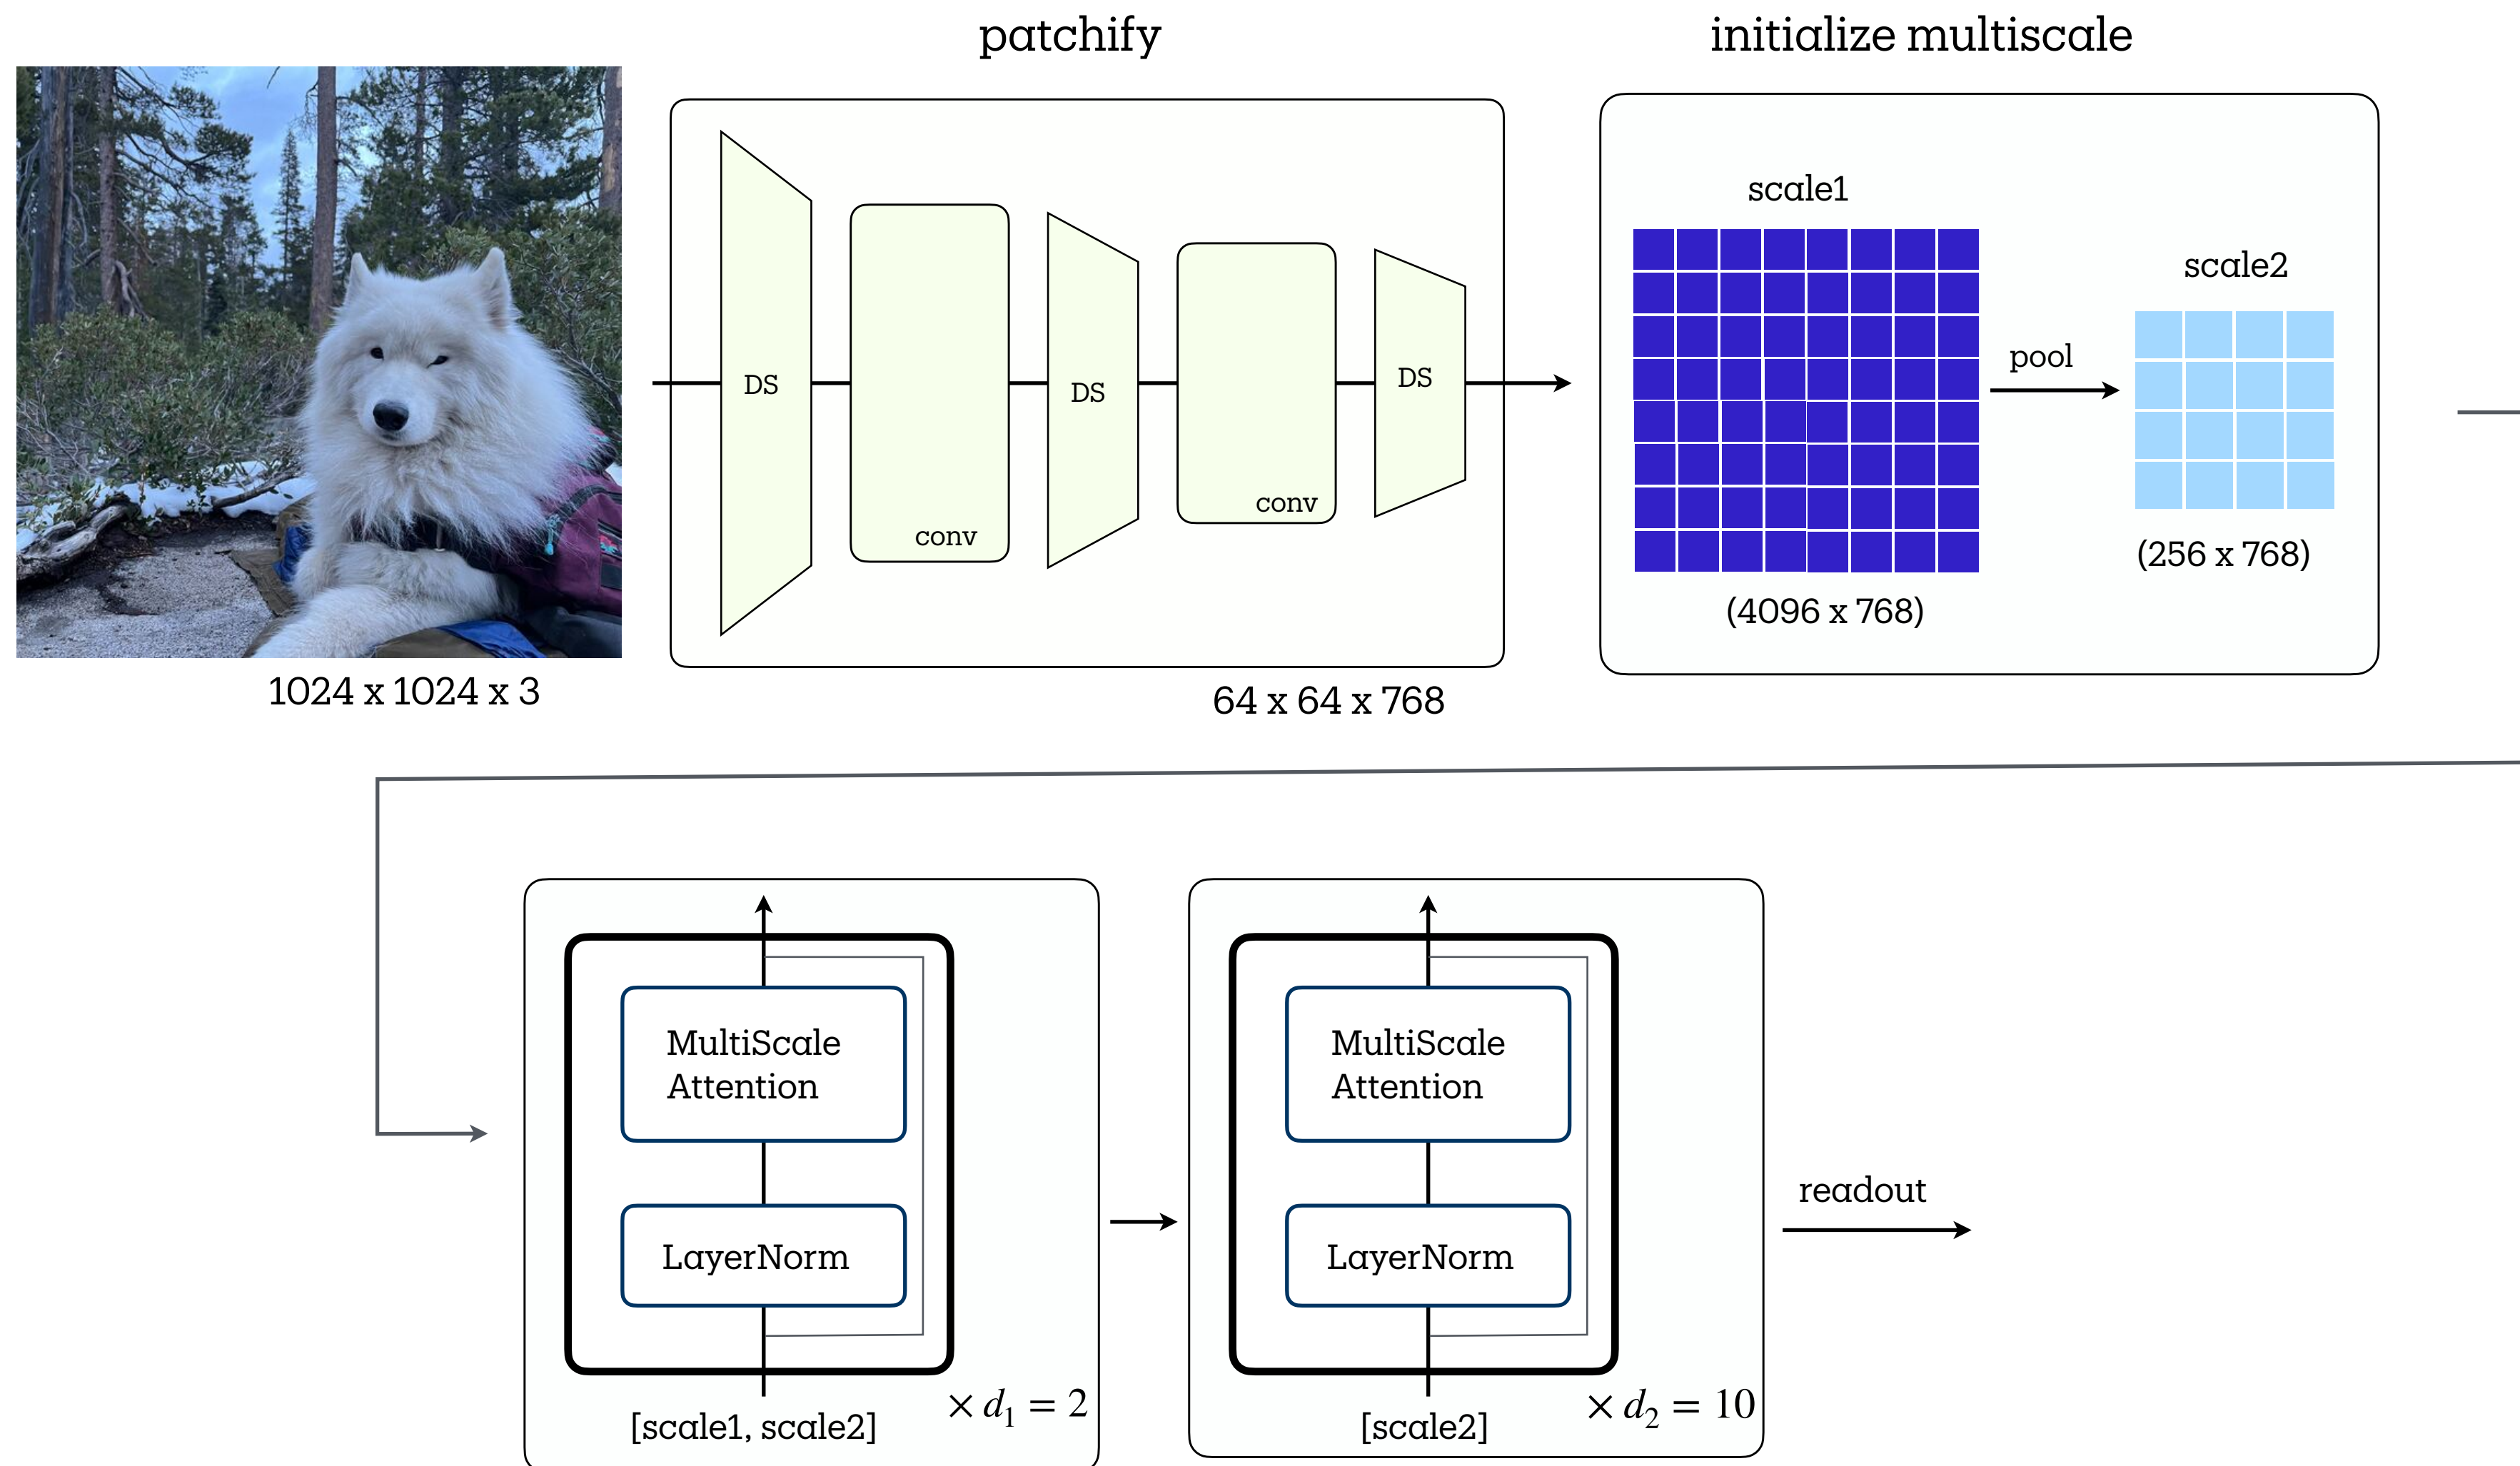 patchify
initialize multiscale
DS
conv
DS
conv
DS
scale1
pool
scale2
(4096 x 768)
(256 x 768)
1024 x 1024 x 3
64 x 64 x 768
MultiScale
Attention
LayerNorm
[scale1, scale2]
× d₁ = 2
MultiScale
Attention
LayerNorm
[scale2]
× d₂ = 10
readout